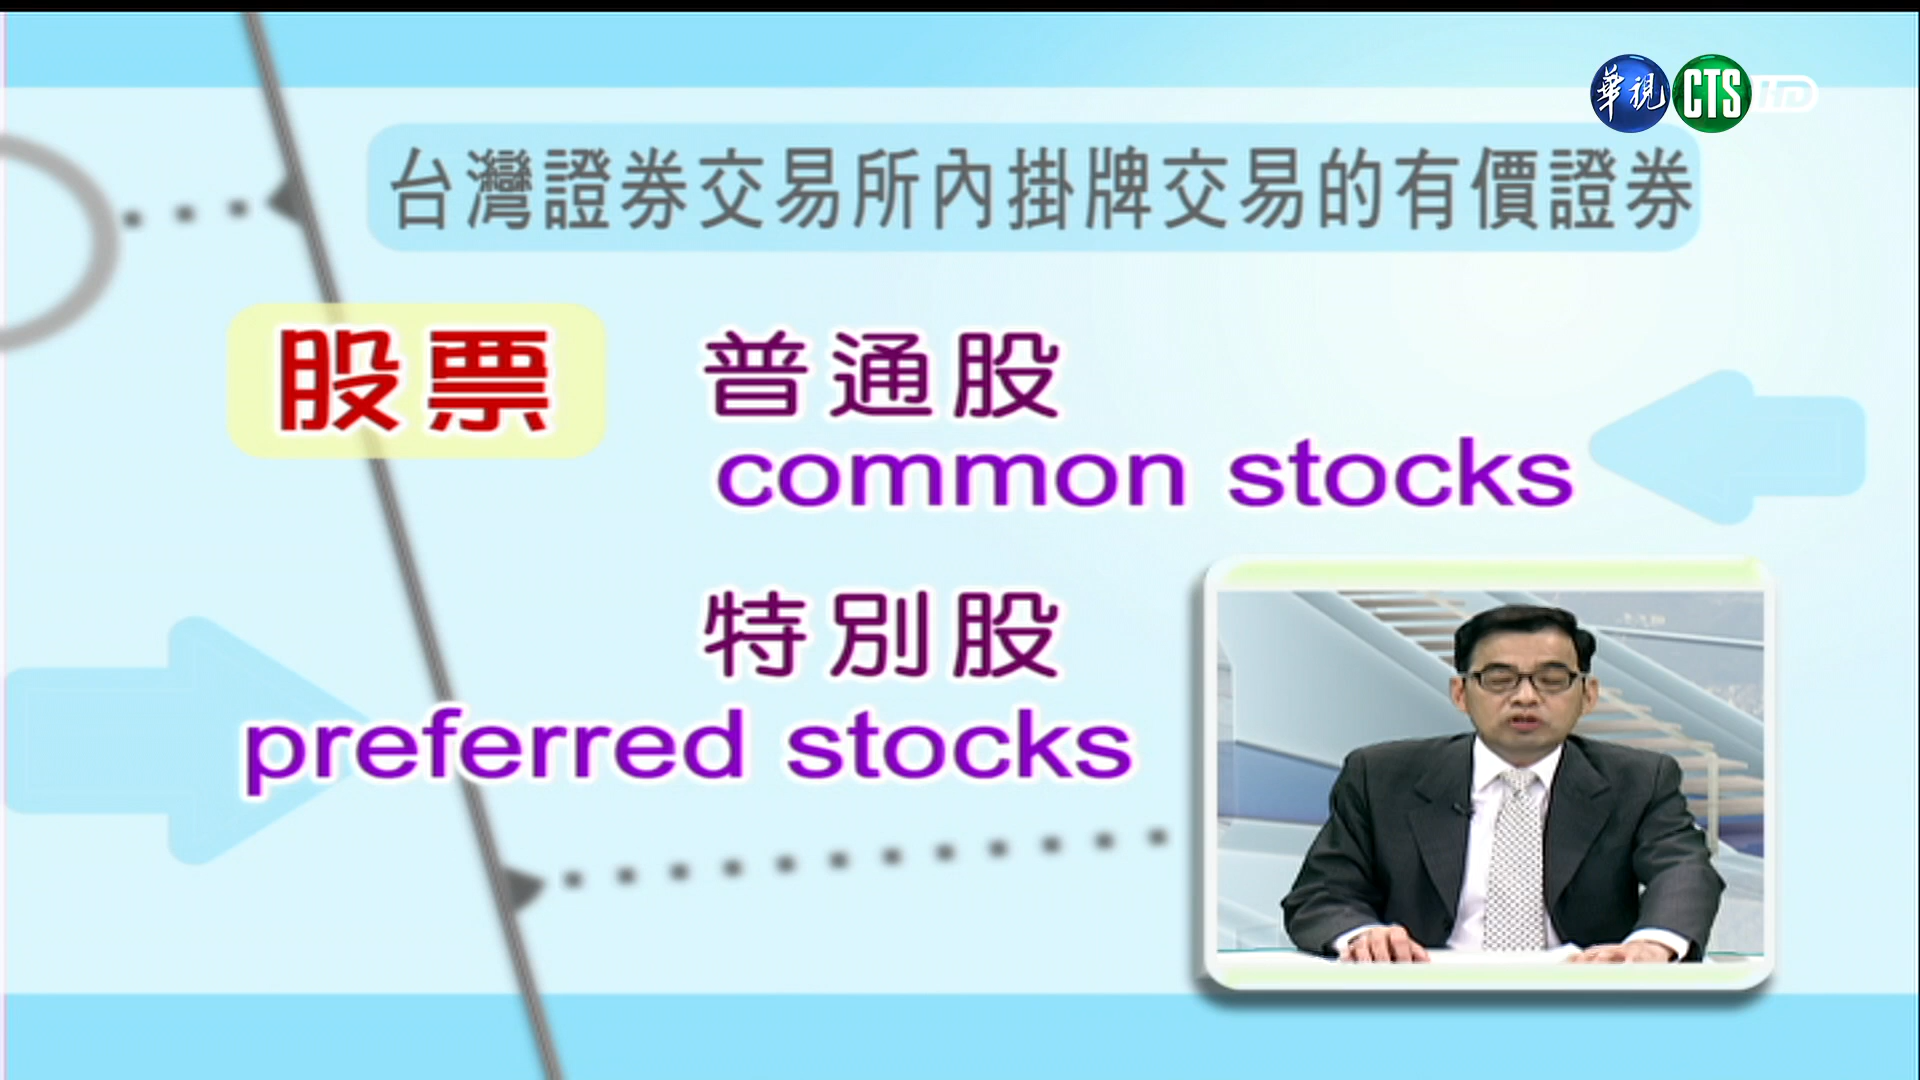 華視 CTS HD
台灣證券交易所內掛牌交易的有價證券
股票 普通股
common stocks
特別股
preferred stocks